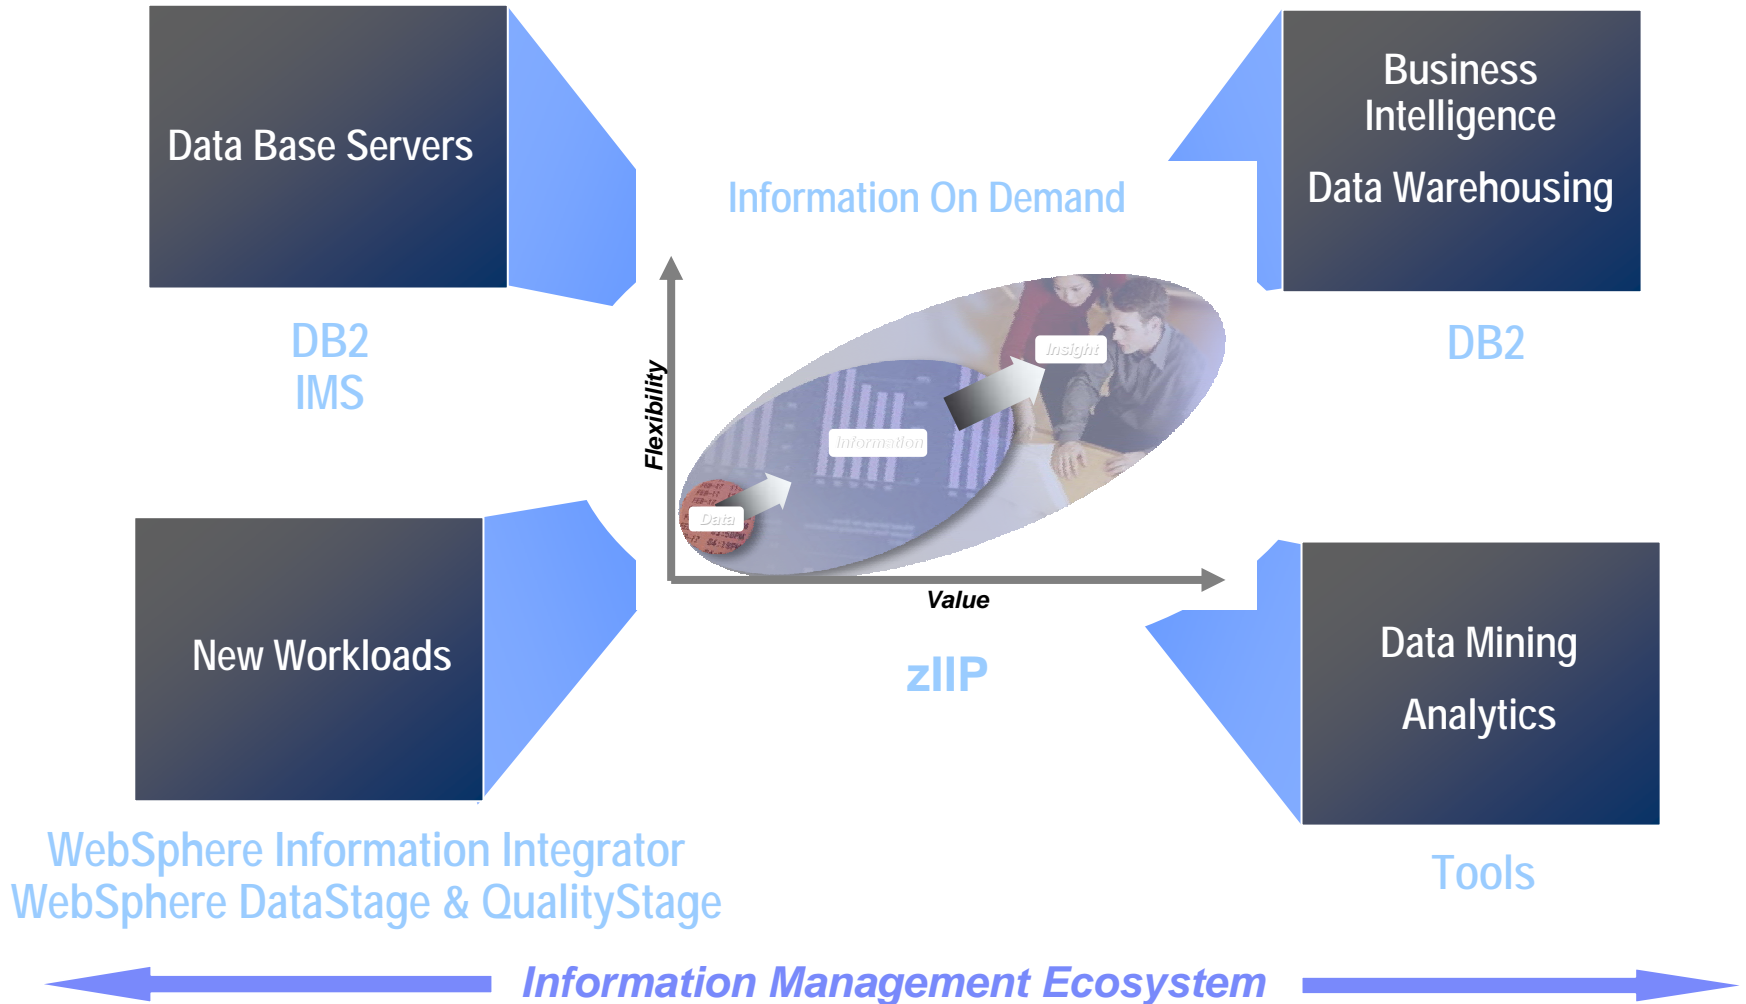 Data Base Servers
DB2
IMS
Business
Intelligence
Data Warehousing
DB2
Information On Demand
Flexibility
Insight
Information
Data
Value
zIIP
New Workloads
WebSphere Information Integrator
WebSphere DataStage & QualityStage
Data Mining
Analytics
Tools
Information Management Ecosystem